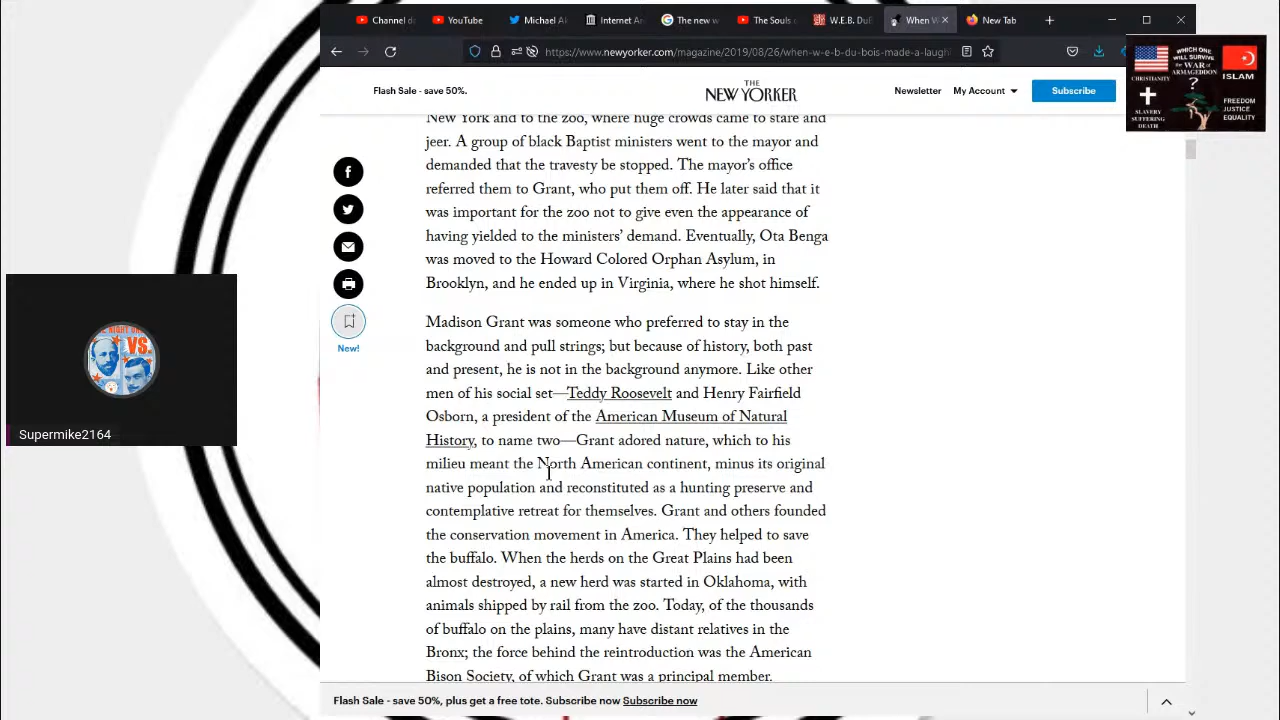 Channel da
YouTube
Michael Al
Internet Ar
The new w
The Souls o
W.E.B. DuB
When W
New Tab
https://www.newyorker.com/magazine/2019/08/26/when-w-e-b-du-bois-made-a-laugh
Flash Sale - save 50%.
THE
NEW YORKER
Newsletter
My Account
Subscribe
WHICH ONE
WILL SURVIVE
the WAR of
ARMAGEDDON
?
CHRISTIANITY
ISLAM
SLAVERY
SUFFERING
DEATH
FREEDOM
JUSTICE
EQUALITY
New York and to the zoo, where huge crowds came to stare and
jeer. A group of black Baptist ministers went to the mayor and
demanded that the travesty be stopped. The mayor’s office
referred them to Grant, who put them off. He later said that it
was important for the zoo not to give even the appearance of
having yielded to the ministers’ demand. Eventually, Ota Benga
was moved to the Howard Colored Orphan Asylum, in
Brooklyn, and he ended up in Virginia, where he shot himself.
New!
Madison Grant was someone who preferred to stay in the
background and pull strings; but because of history, both past
and present, he is not in the background anymore. Like other
men of his social set—Teddy Roosevelt and Henry Fairfield
Osborn, a president of the American Museum of Natural
History, to name two—Grant adored nature, which to his
milieu meant the North American continent, minus its original
native population and reconstituted as a hunting preserve and
contemplative retreat for themselves. Grant and others founded
the conservation movement in America. They helped to save
the buffalo. When the herds on the Great Plains had been
almost destroyed, a new herd was started in Oklahoma, with
animals shipped by rail from the zoo. Today, of the thousands
of buffalo on the plains, many have distant relatives in the
Bronx; the force behind the reintroduction was the American
Bison Society, of which Grant was a principal member.
VS.
Supermike2164
Flash Sale - save 50%, plus get a free tote. Subscribe now Subscribe now